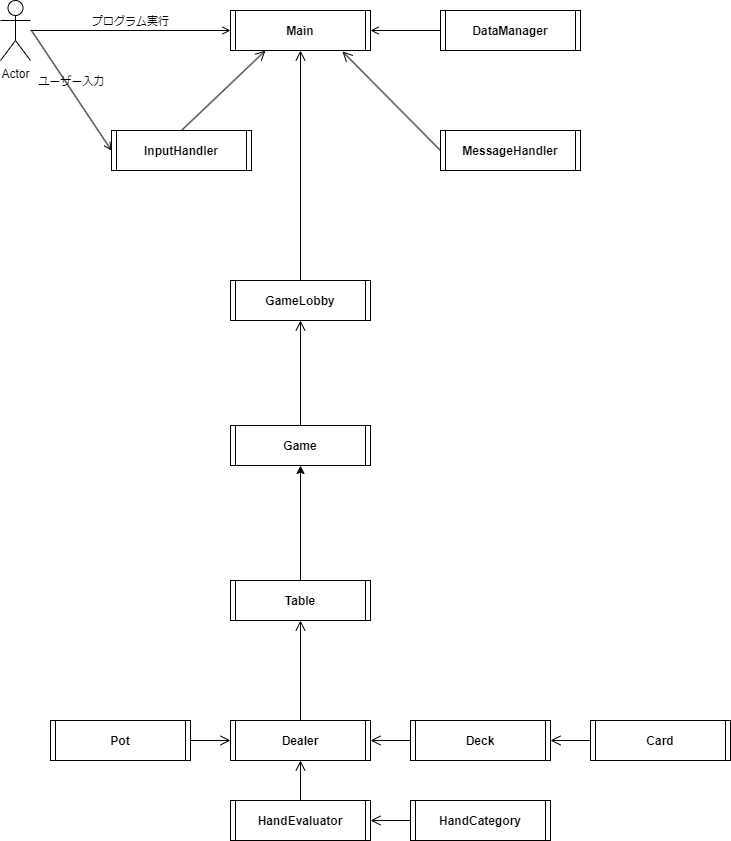 プログラム実行
Main
DataManager
Actor
ユーザー入力
InputHandler
MessageHandler
GameLobby
Game
Table
Pot
Dealer
Deck
Card
HandEvaluator
HandCategory